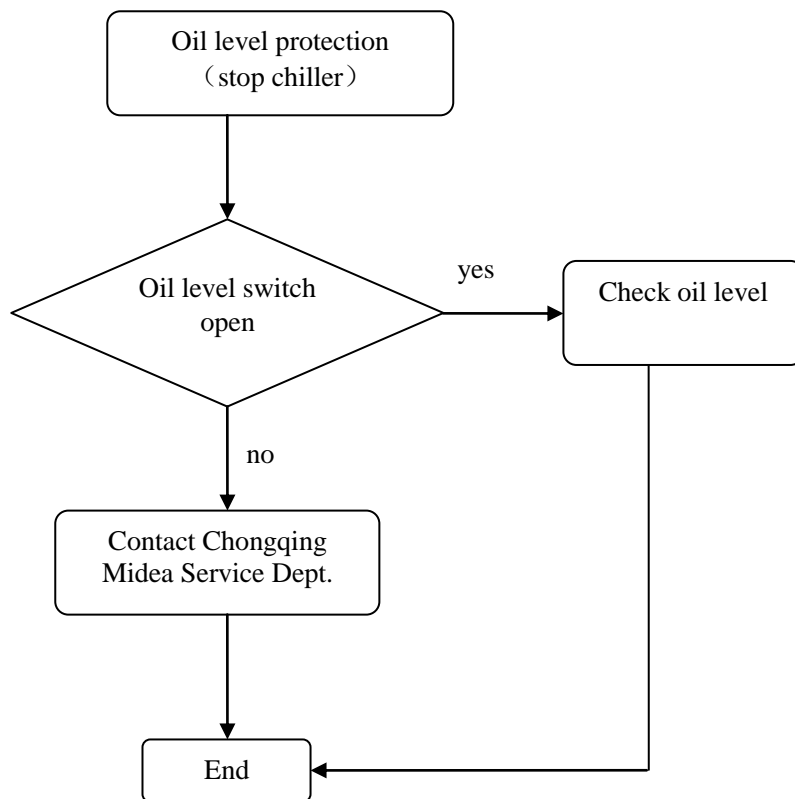 Oil level protection
（stop chiller）
Oil level switch
open
yes
Check oil level
no
Contact Chongqing
Midea Service Dept.
End